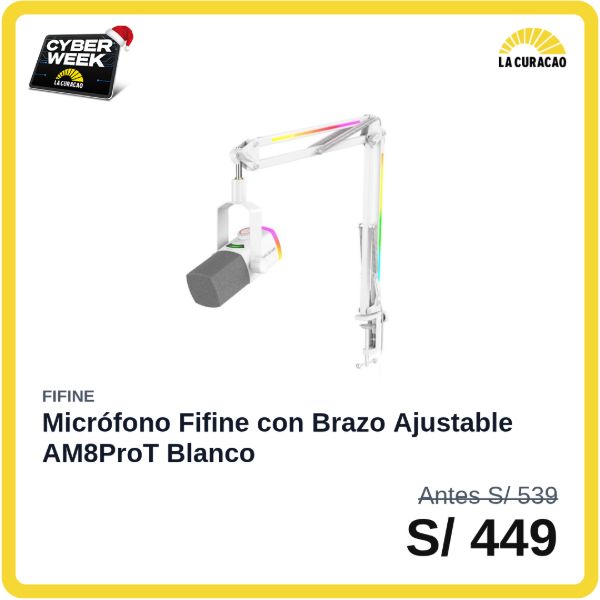 CYBER
WEEK
LA CURACAO
LA CURACAO
FIFINE
Micrófono Fifine con Brazo Ajustable
AM8ProT Blanco
Antes S/ 539
S/ 449